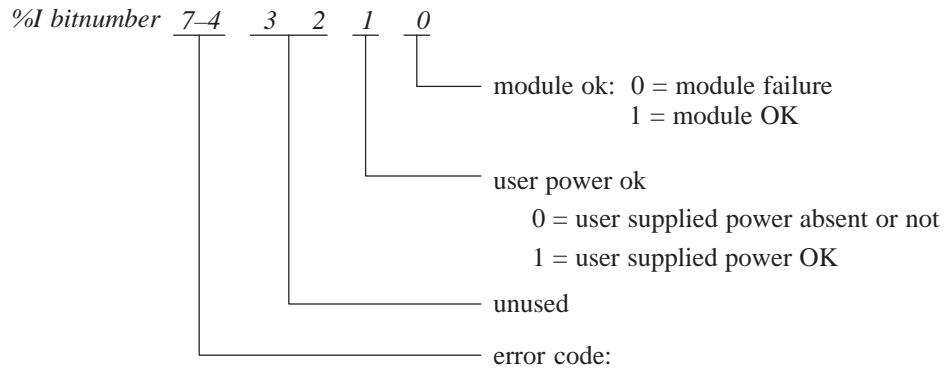 %I bitnumber 7–4 3 2 1 0
module ok: 0 = module failure
1 = module OK
user power ok
0 = user supplied power absent or not
1 = user supplied power OK
unused
error code: